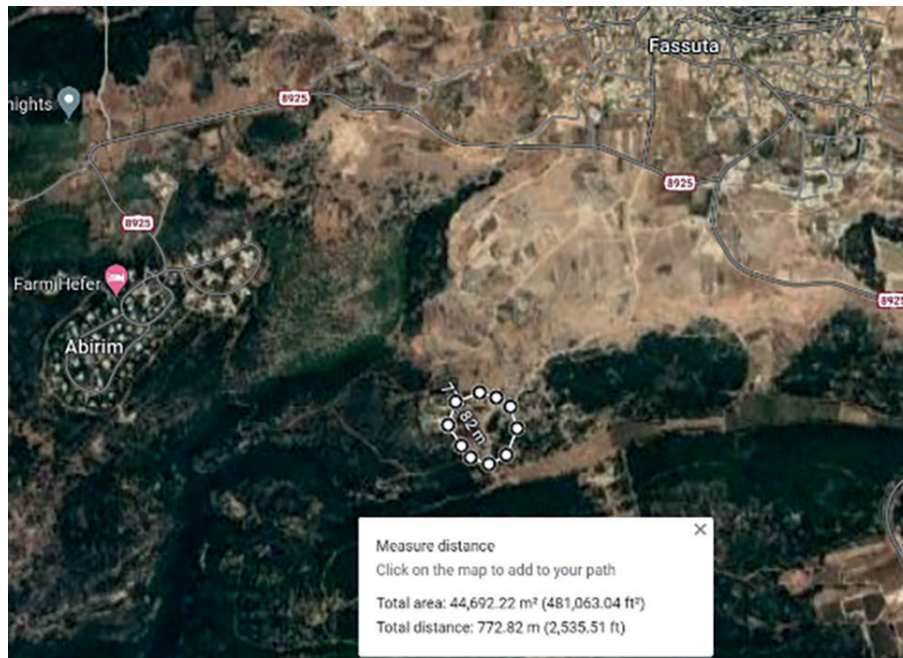 Fassuta
nights
8925
8925
8925
Farm Hefer
8925
Abirim
82 m
Measure distance
Click on the map to add to your path
Total area: 44,692.22 m² (481,063.04 ft²)
Total distance: 772.82 m (2,535.51 ft)